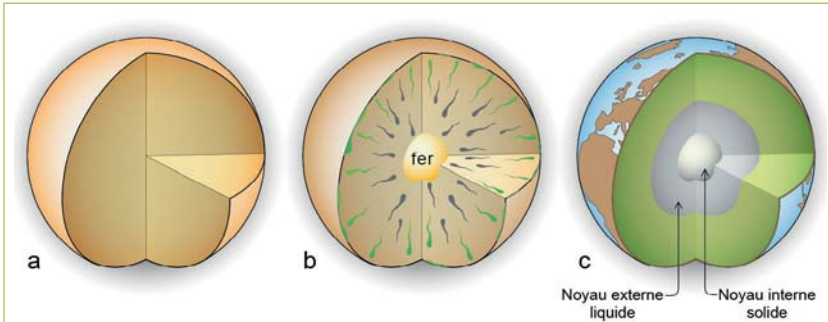 fer
a
b
c
Noyau externe
liquide
Noyau interne
solide